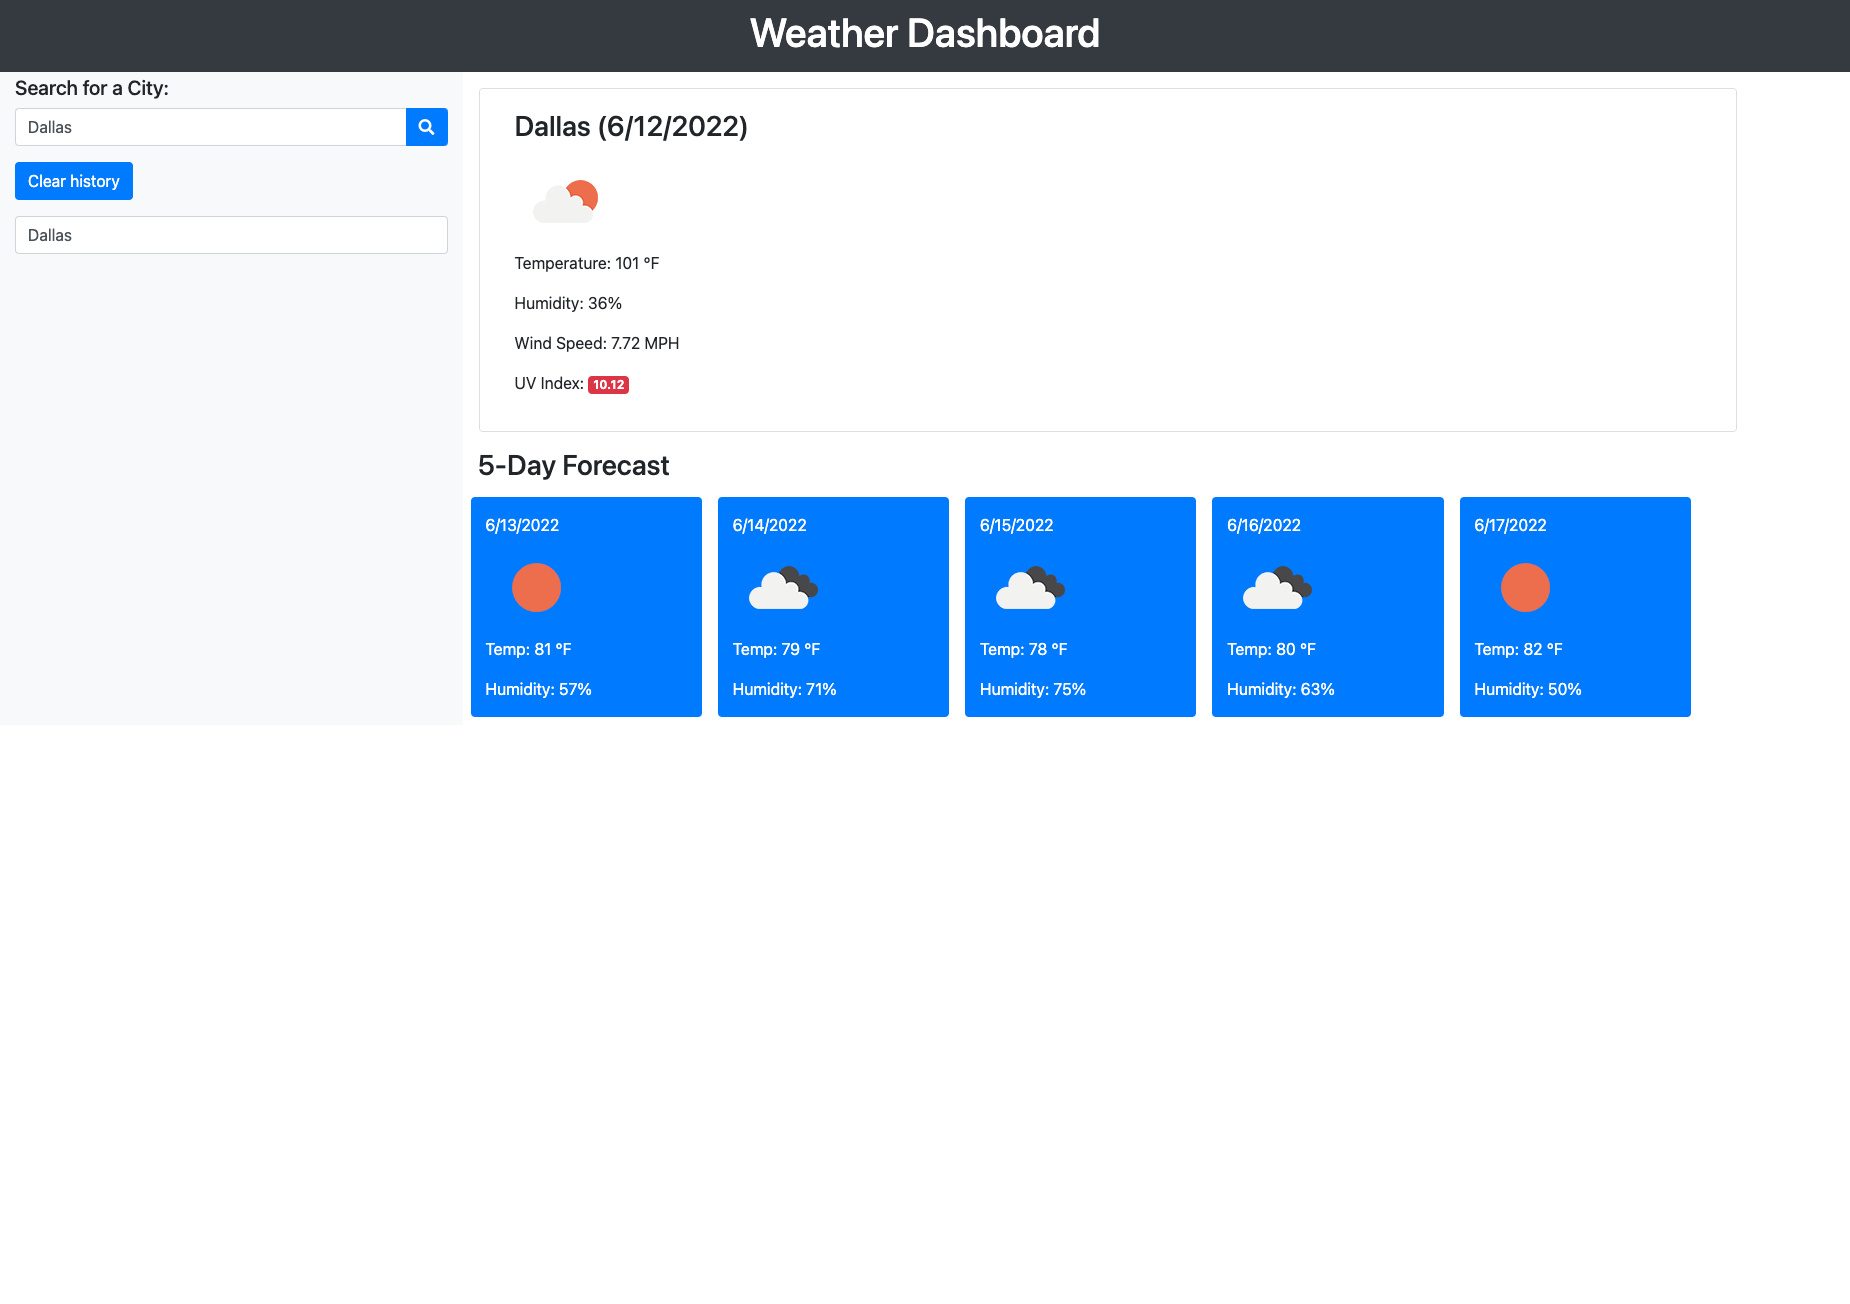 Weather Dashboard
Search for a City:
Dallas
Clear history
Dallas
Dallas (6/12/2022)
Temperature: 101 °F
Humidity: 36%
Wind Speed: 7.72 MPH
UV Index: 10.12
5-Day Forecast
6/13/2022
Temp: 81 °F
Humidity: 57%
6/14/2022
Temp: 79 °F
Humidity: 71%
6/15/2022
Temp: 78 °F
Humidity: 75%
6/16/2022
Temp: 80 °F
Humidity: 63%
6/17/2022
Temp: 82 °F
Humidity: 50%